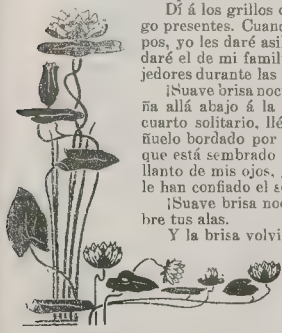 Dí á los grillos
go presentes. Cuand
pos, yo les daré asil
daré el de mi famil
jedores durante las
¡Suave brisa noc
ña allá abajo á la
cuarto solitario, llé
ñuelo bordado por
que está sembrado
llanto de mis ojos,
le han confiado el
¡Suave brisa noc
bre tus alas.
Y la brisa volvi